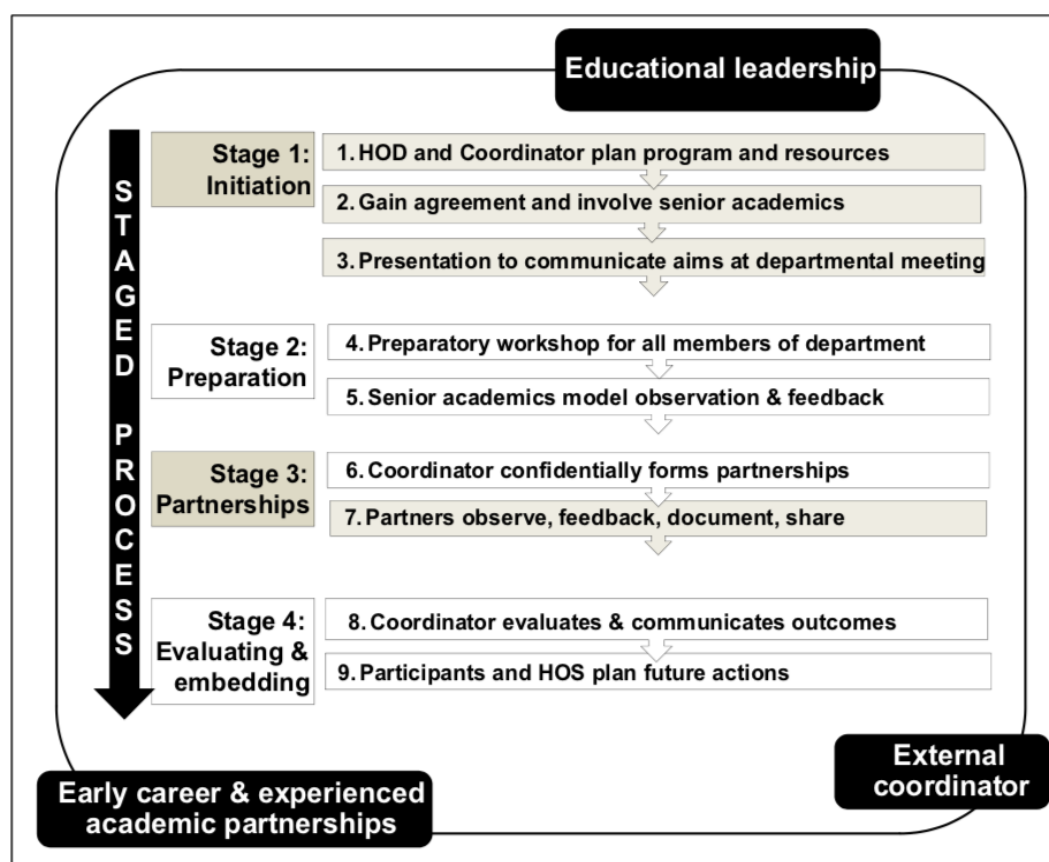 Educational leadership
STAGED PROCESS
Stage 1:
Initiation
1. HOD and Coordinator plan program and resources
2. Gain agreement and involve senior academics
3. Presentation to communicate aims at departmental meeting
Stage 2:
Preparation
4. Preparatory workshop for all members of department
5. Senior academics model observation & feedback
Stage 3:
Partnerships
6. Coordinator confidentially forms partnerships
7. Partners observe, feedback, document, share
Stage 4:
Evaluating &
embedding
8. Coordinator evaluates & communicates outcomes
9. Participants and HOS plan future actions
External
coordinator
Early career & experienced
academic partnerships